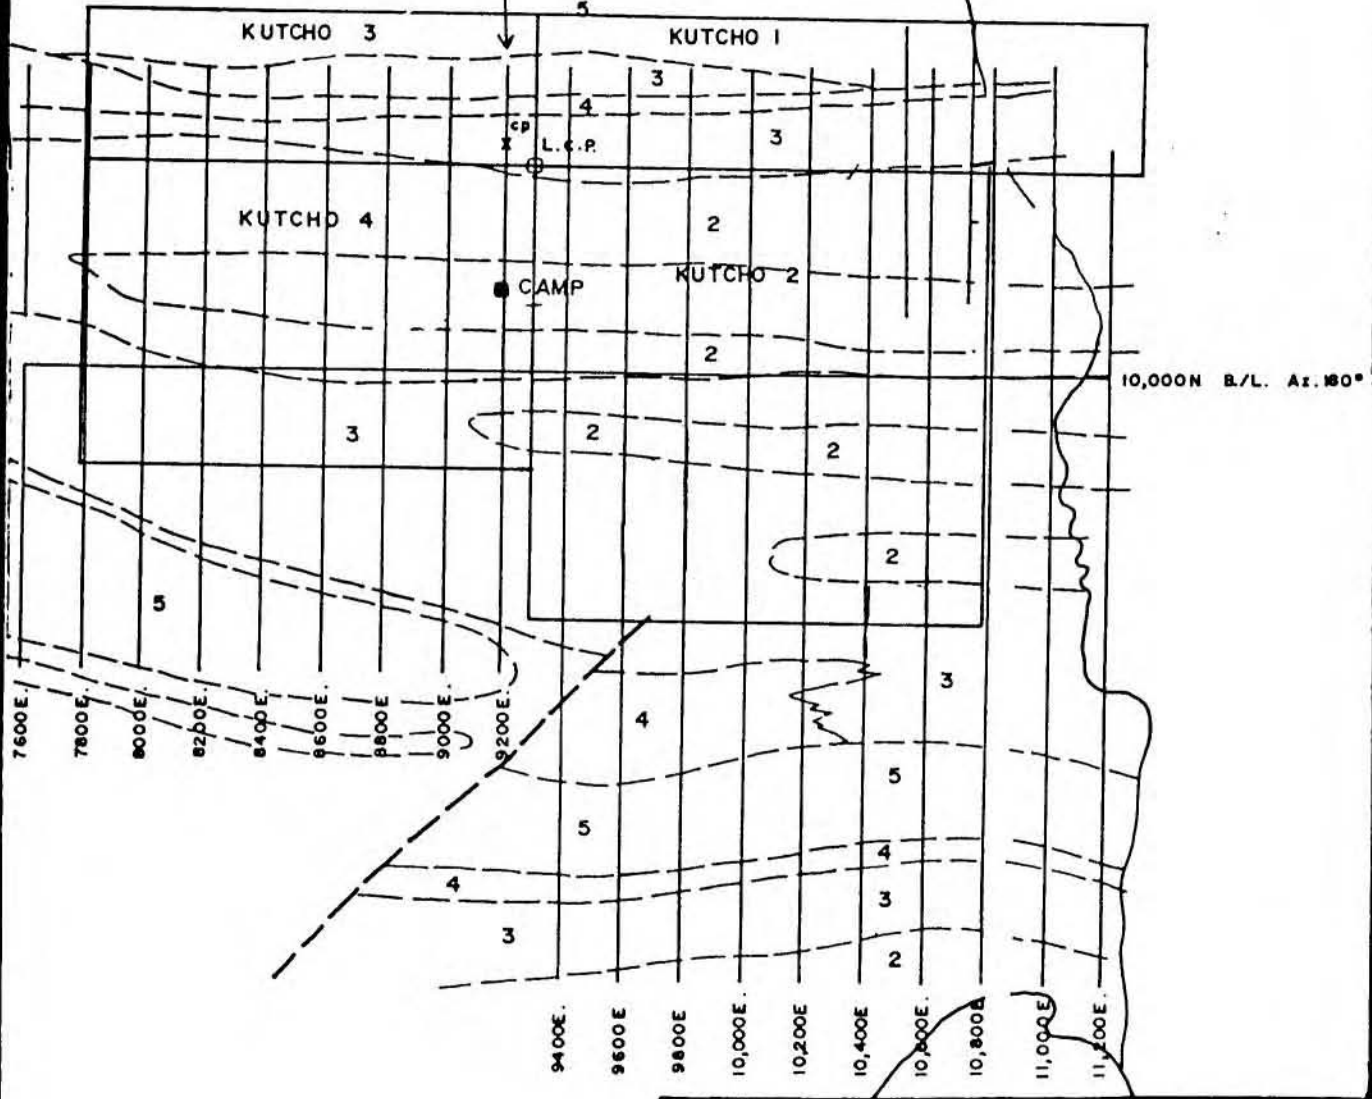 5
KUTCHO 3
KUTCHO 1
3
4
cp
3
L.C.P.
KUTCHO 4
2
KUTCHO 2
CAMP
2
10,000N B./L. Az. 180°
3
2
2
2
5
3
4
5
5
4
4
3
3
2
7600E.
7800E.
8000E.
8200E.
8400E.
8600E.
8800E.
9000E.
9200E.
9400E.
9600E
9800E
10,000E.
10,200E.
10,400E.
10,600E.
10,800E
11,000E
11,200E.